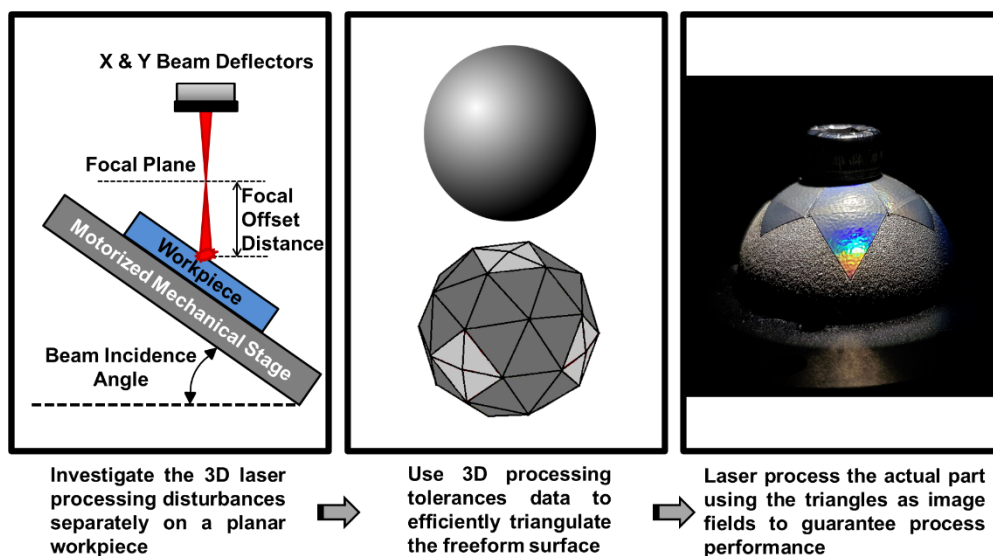 X & Y Beam Deflectors
Focal Plane
Focal
Offset
Distance
Workpiece
Motorized Mechanical Stage
Beam Incidence
Angle
Investigate the 3D laser
processing disturbances
separately on a planar
workpiece
Use 3D processing
tolerances data to
efficiently triangulate
the freeform surface
Laser process the actual part
using the triangles as image
fields to guarantee process
performance